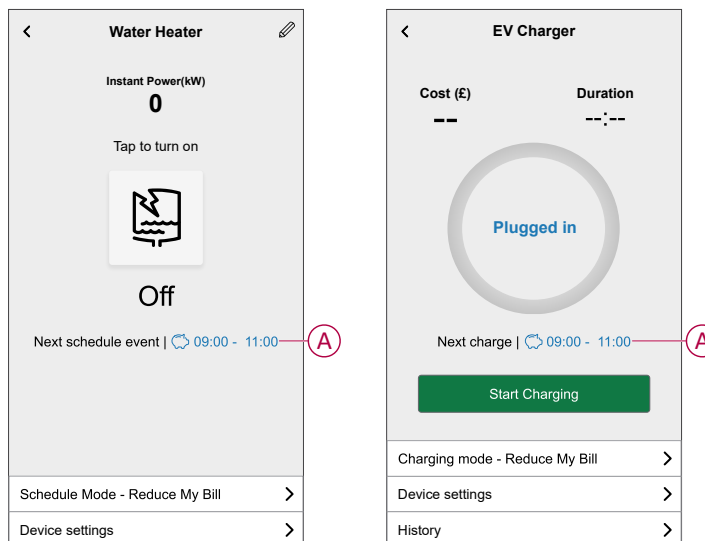 Water Heater
Instant Power(kW)
0
Tap to turn on
Off
Next schedule event | 09:00 - 11:00
A
Schedule Mode - Reduce My Bill
Device settings
EV Charger
Cost (£) Duration
-- --:--
Plugged in
Next charge | 09:00 - 11:00
A
Start Charging
Charging mode - Reduce My Bill
Device settings
History